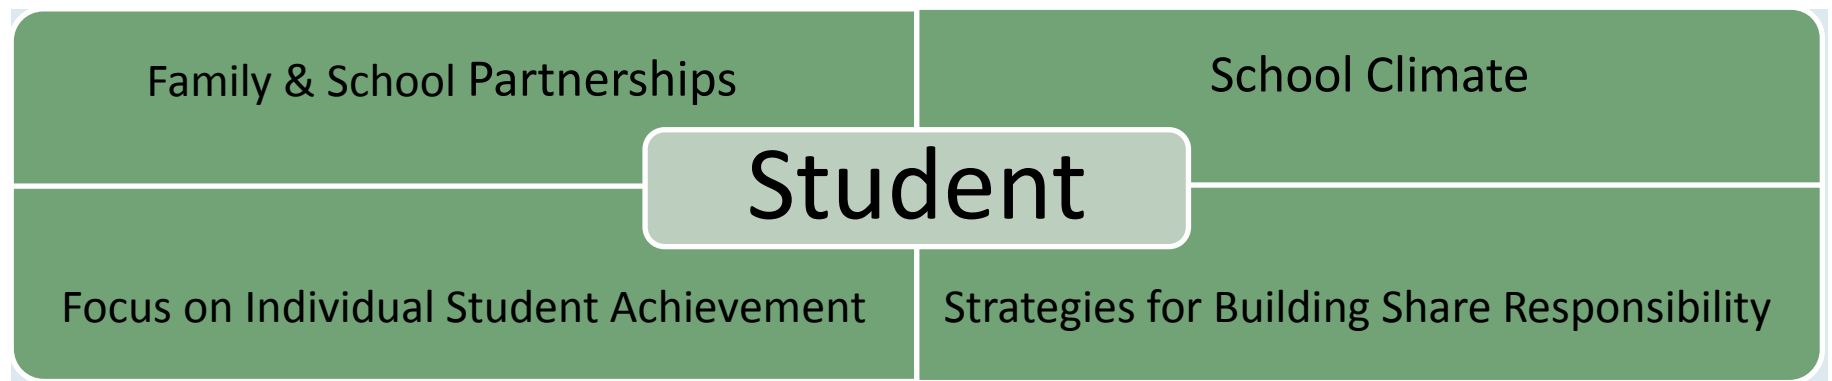 Family & School Partnerships
School Climate
Student
Focus on Individual Student Achievement
Strategies for Building Share Responsibility